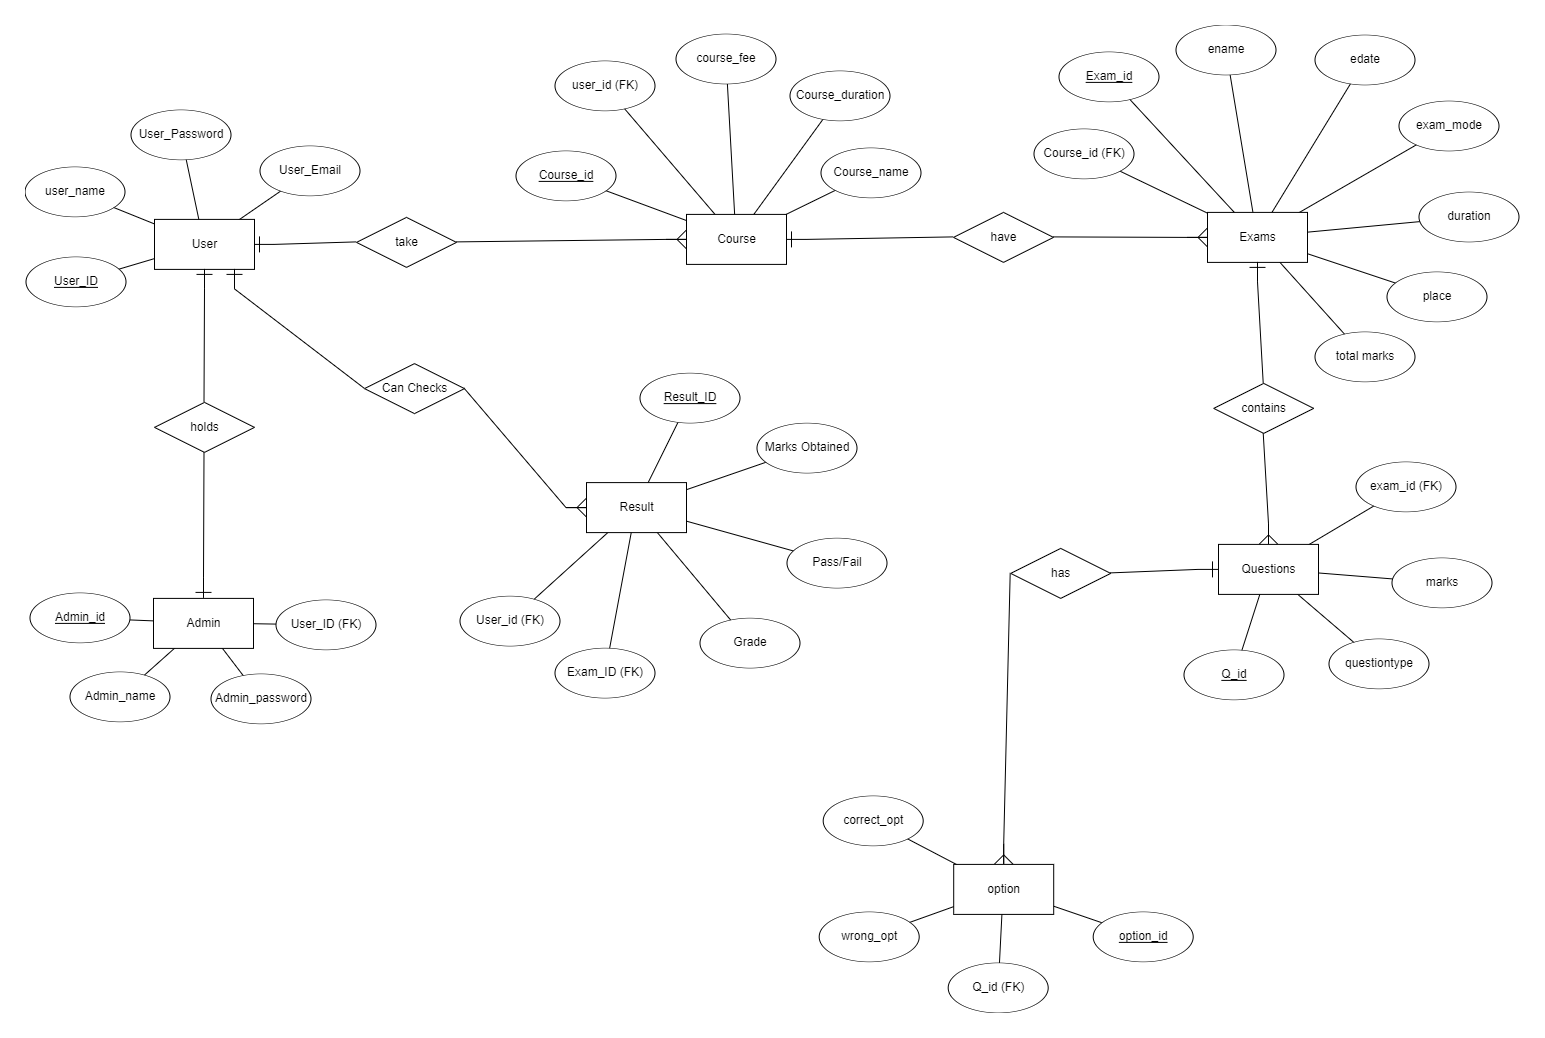 ename
edate
course_fee
Exam_id
user_id (FK)
Course_duration
exam_mode
User_Password
Course_id (FK)
User_Email
Course_name
Course_id
user_name
duration
User
take
Course
have
Exams
User_ID
place
total marks
Can Checks
Result_ID
contains
holds
Marks Obtained
exam_id (FK)
Result
Pass/Fail
has
Questions
marks
Admin_id
Admin
User_ID (FK)
User_id (FK)
Grade
questiontype
Exam_ID (FK)
Q_id
Admin_name
Admin_password
correct_opt
option
wrong_opt
option_id
Q_id (FK)